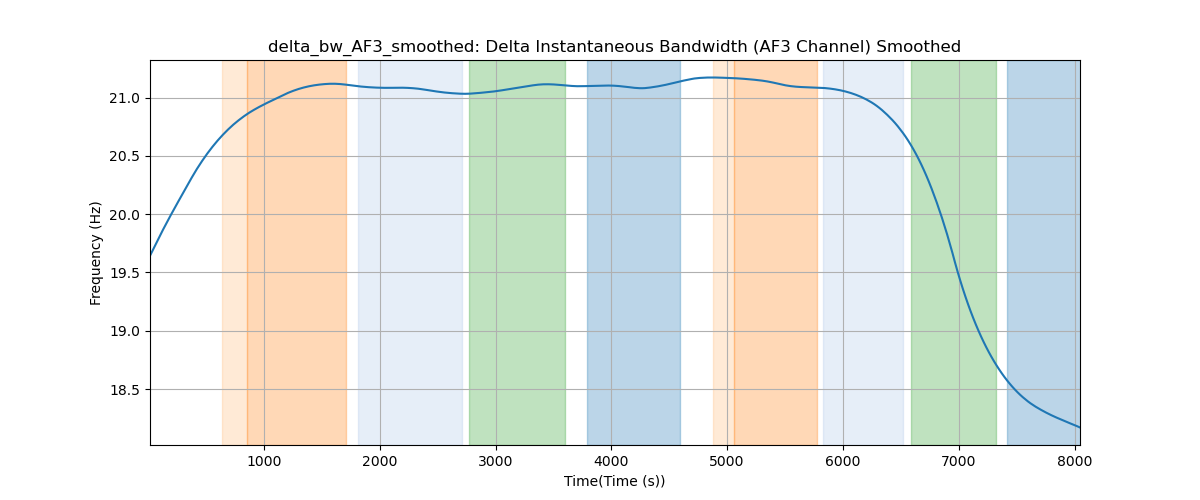 delta_bw_AF3_smoothed: Delta Instantaneous Bandwidth (AF3 Channel) Smoothed
21.0
20.5
20.0
19.5
19.0
18.5
Frequency (Hz)
1000 2000 3000 4000 5000 6000 7000 8000
Time(Time (s))